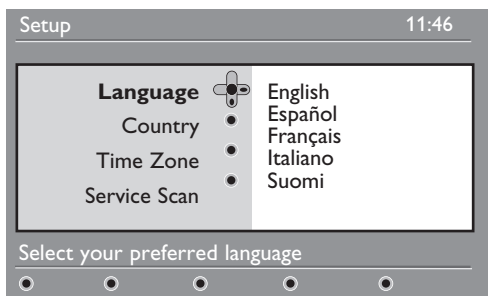 Setup 11:46
Language
Country
Time Zone
Service Scan
English
Español
Français
Italiano
Suomi
Select your preferred language